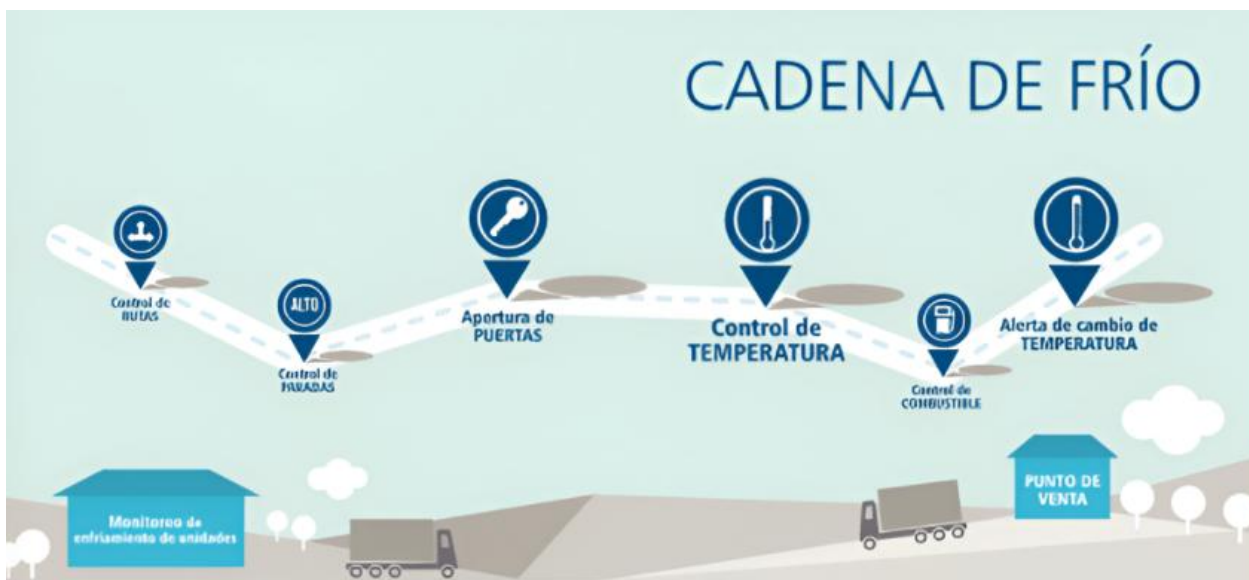 CADENA DE FRÍO
Control de
RUTAS
ALTO
Control de
PARADAS
Apertura de
PUERTAS
Control de
TEMPERATURA
Control de
COMBUSTIBLE
Alerta de cambio de
TEMPERATURA
Monitoreo de
enfriamiento de unidades
PUNTO DE
VENTA